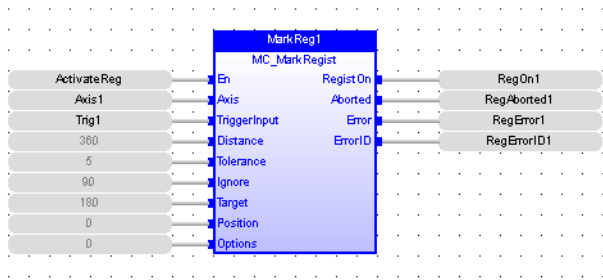 MarkReg1
MC_MarkRegist
ActivateReg En RegistOn RegOn1
Axis1 Axis Aborted RegAborted1
Trig1 TriggerInput Error RegError1
360 Distance ErrorID RegErrorID1
5 Tolerance
90 Ignore
180 Target
0 Position
0 Options